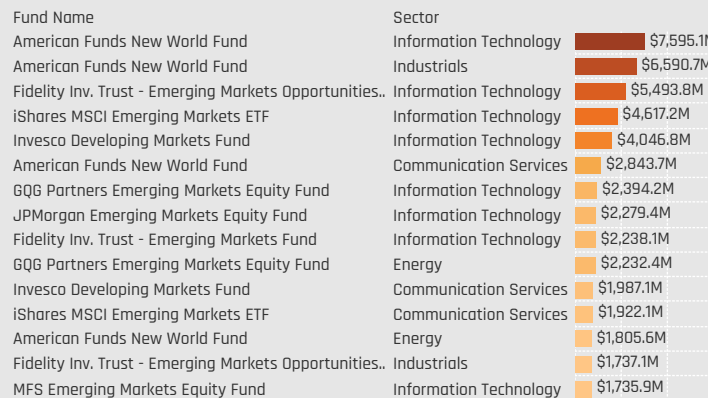 Fund Name Sector
American Funds New World Fund Information Technology $7,595.1M
American Funds New World Fund Industrials $6,590.7M
Fidelity Inv. Trust - Emerging Markets Opportunities.. Information Technology $5,493.8M
iShares MSCI Emerging Markets ETF Information Technology $4,617.2M
Invesco Developing Markets Fund Information Technology $4,046.8M
American Funds New World Fund Communication Services $2,843.7M
GQG Partners Emerging Markets Equity Fund Information Technology $2,394.2M
JPMorgan Emerging Markets Equity Fund Information Technology $2,279.4M
Fidelity Inv. Trust - Emerging Markets Fund Information Technology $2,238.1M
GQG Partners Emerging Markets Equity Fund Energy $2,232.4M
Invesco Developing Markets Fund Communication Services $1,987.1M
iShares MSCI Emerging Markets ETF Communication Services $1,922.1M
American Funds New World Fund Energy $1,805.6M
Fidelity Inv. Trust - Emerging Markets Opportunities.. Industrials $1,737.1M
MFS Emerging Markets Equity Fund Information Technology $1,735.9M